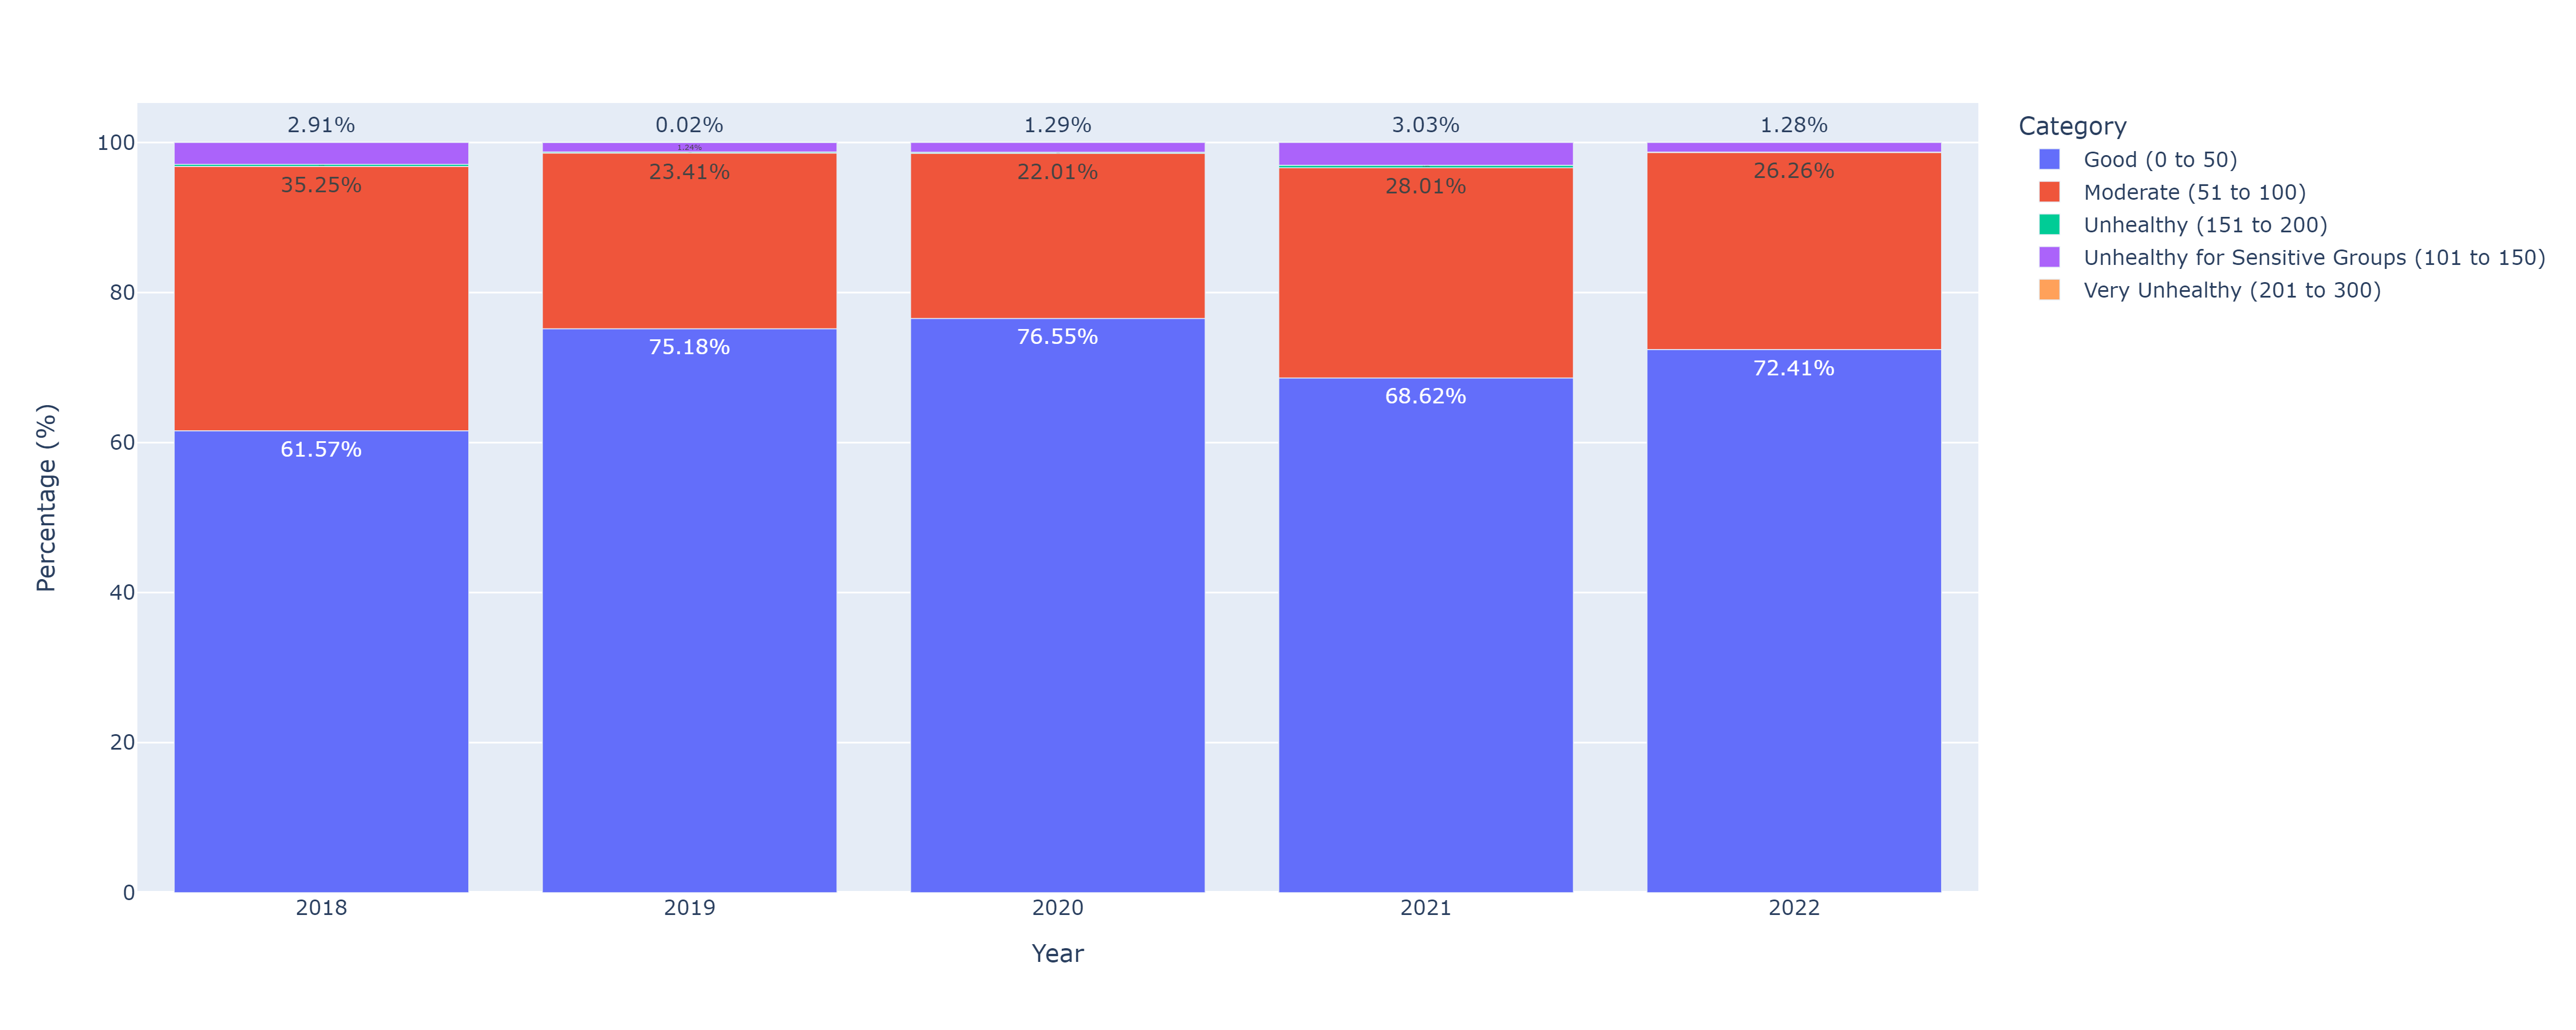 2.91% 0.02% 1.29% 3.03% 1.28%
Category
Good (0 to 50)
Moderate (51 to 100)
Unhealthy (151 to 200)
Unhealthy for Sensitive Groups (101 to 150)
Very Unhealthy (201 to 300)
100
80
60
40
20
0
Percentage (%)
1.24%
35.25% 23.41% 22.01% 28.01% 26.26%
61.57% 75.18% 76.55% 68.62% 72.41%
2018 2019 2020 2021 2022
Year